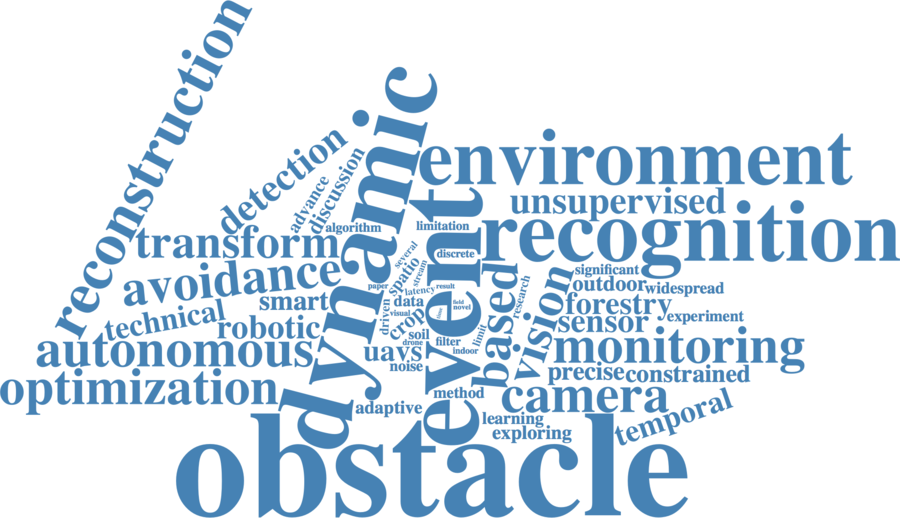 reconstruction
dynamic
detection
discussion
advance
environment
unsupervised
algorithm
limitation
transform
recognition
event
discrete
several
spatio
stream
avoidance
significant
outdoor
widespread
paper
latency
result
smart
data
based
research
vision
forestry
technical
robotic
driven
visual
crop
field
novel
time
sensor
experiment
soil
drone
filter
limit
autonomous
uavs
indoor
monitoring
noise
precise
constrained
optimization
method
camera
adaptive
temporal
learning
exploring
obstacle